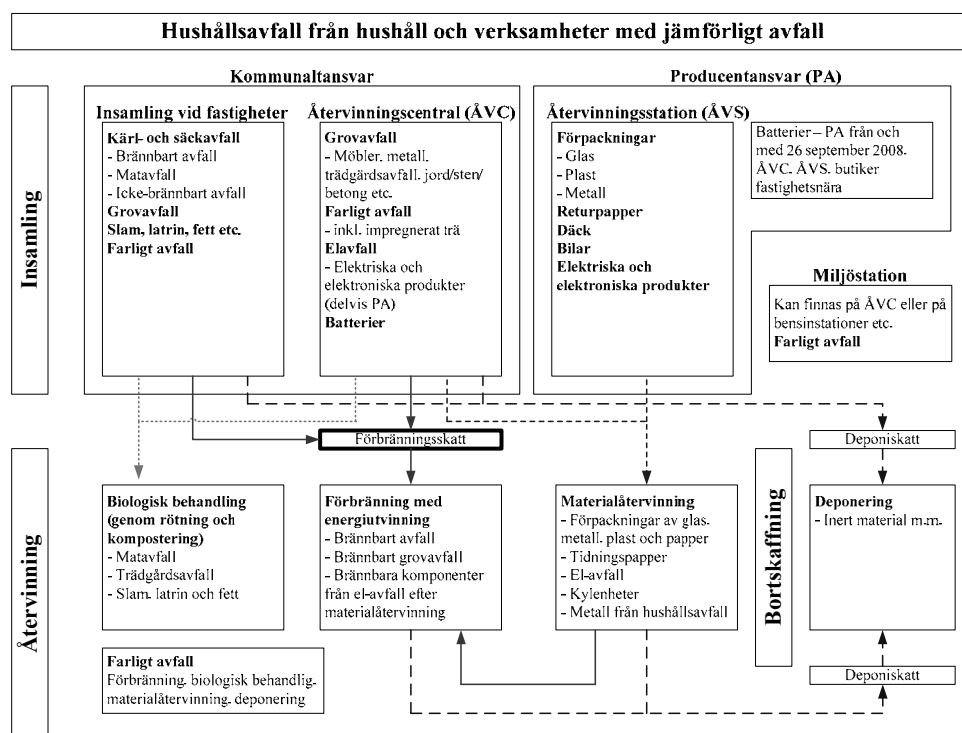 Hushållsavfall från hushåll och verksamheter med jämförligt avfall
Kommunaltansvar
Producentansvar (PA)
Insamling
Insamling vid fastigheter
Kärl- och säckavfall
- Brännbart avfall
- Matavfall
- Icke-brännbart avfall
Grovavfall
Slam, latrin, fett etc.
Farligt avfall
Återvinningscentral (ÅVC)
Grovavfall
- Möbler. metall.
trädgårdsavfall. jord/sten/
betong etc.
Farligt avfall
- inkl. impregnerat trä
Elavfall
- Elektriska och
elektroniska produkter
(delvis PA)
Batterier
Återvinningsstation (ÅVS)
Förpackningar
- Glas
- Plast
- Metall
Returpapper
Däck
Bilar
Elektriska och
elektroniska produkter
Batterier – PA från och
med 26 september 2008.
ÅVC. ÅVS. butiker
fastighetsnära
Miljöstation
Kan finnas på ÅVC eller på
bensinstationer etc.
Farligt avfall
Förbränningsskatt
Deponiskatt
Återvinning
Biologisk behandling
(genom rötning och
kompostering)
- Matavfall
- Trädgårdsavfall
- Slam. latrin och fett
Förbränning med
energiutvinning
- Brännbart avfall
- Brännbart grovavfall
- Brännbara komponenter
från el-avfall efter
materialåtervinning
Materialåtervinning
- Förpackningar av glas.
metall. plast och papper
- Tidningspapper
- El-avfall
- Kylenheter
- Metall från hushållsavfall
Bortskaffning
Deponering
- Inert material m.m.
Farligt avfall
Förbränning. biologisk behandlig.
materialåtervinning. deponering
Deponiskatt